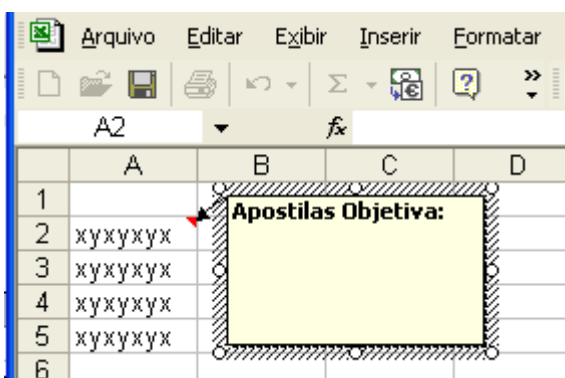 Arquivo Editar Exibir Inserir Formatar
Σ € ? »
A2 fx
A B C D
1
2 xyxyxyx
3 xyxyxyx
4 xyxyxyx
5 xyxyxyx
6
Apostilas Objetiva: